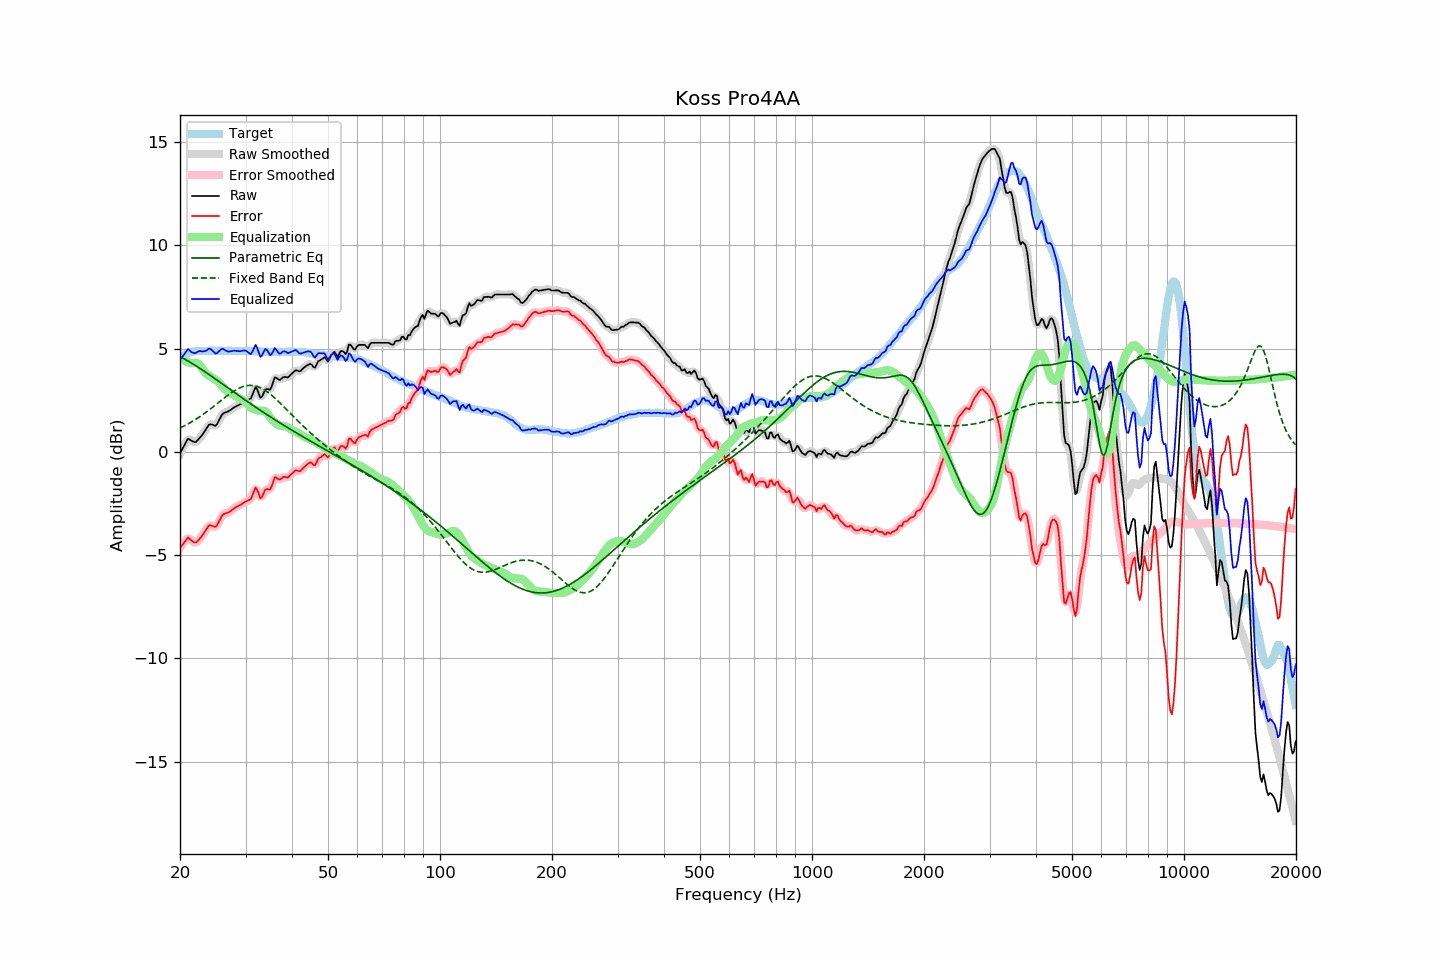 Koss Pro4AA
Target
Raw Smoothed
Error Smoothed
Raw
Error
Equalization
Parametric Eq
Fixed Band Eq
Equalized
15
10
5
0
−5
−10
−15
Amplitude (dBr)
20
50
100
200
500
1000
2000
5000
10000
20000
Frequency (Hz)